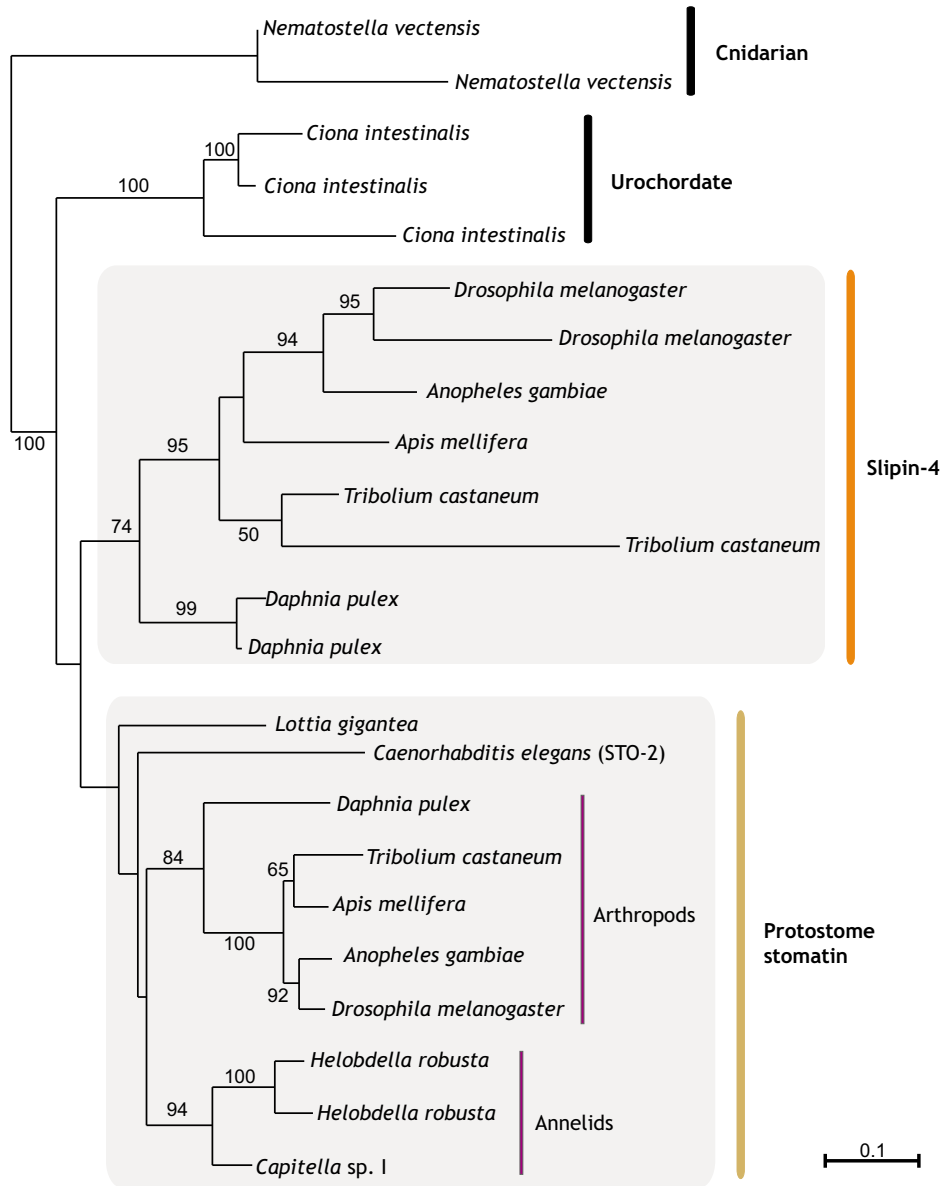 Nematostella vectensis
Cnidarian
Nematostella vectensis
Ciona intestinalis
100
100
Ciona intestinalis
Urochordate
Ciona intestinalis
Drosophila melanogaster
95
94
Drosophila melanogaster
Anopheles gambiae
95
Apis mellifera
Slipin-4
100
Tribolium castaneum
74
50
Tribolium castaneum
99
Daphnia pulex
Daphnia pulex
Lottia gigantea
Caenorhabditis elegans (STO-2)
Daphnia pulex
84
65
Tribolium castaneum
Apis mellifera
Arthropods
100
Protostome
stomatin
Anopheles gambiae
92
Drosophila melanogaster
Helobdella robusta
100
Helobdella robusta
94
Annelids
Capitella sp. I
0.1